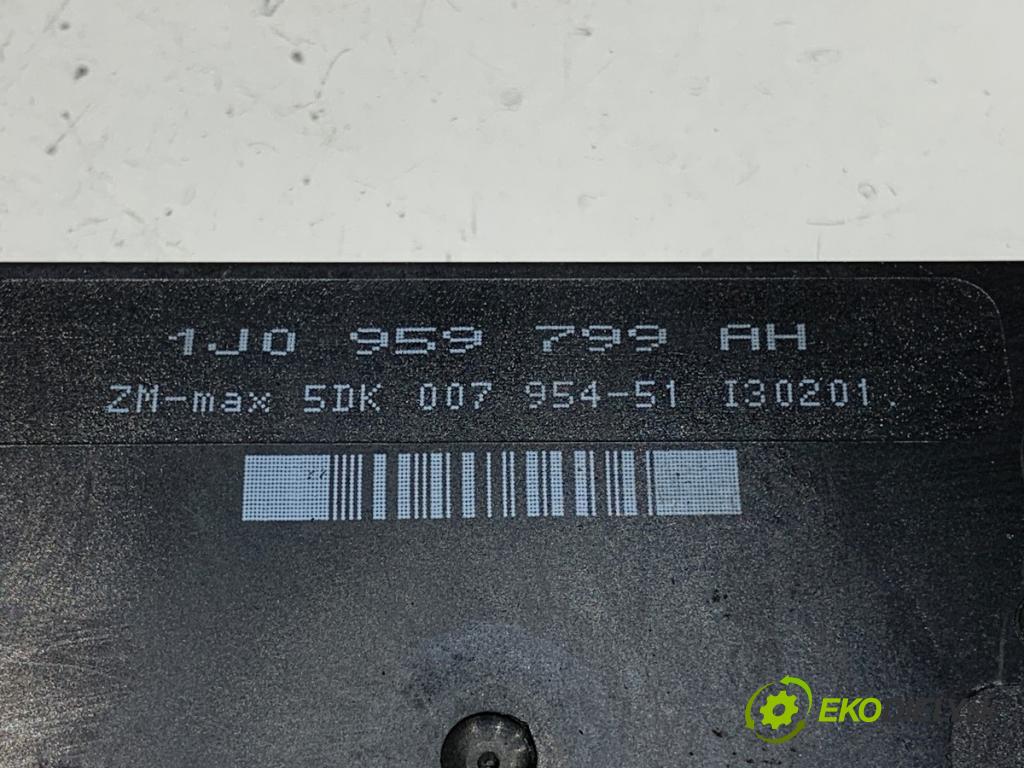 1J0 959 799 AH
ZM-max 5DK 007 954-51 I30201.
EKO